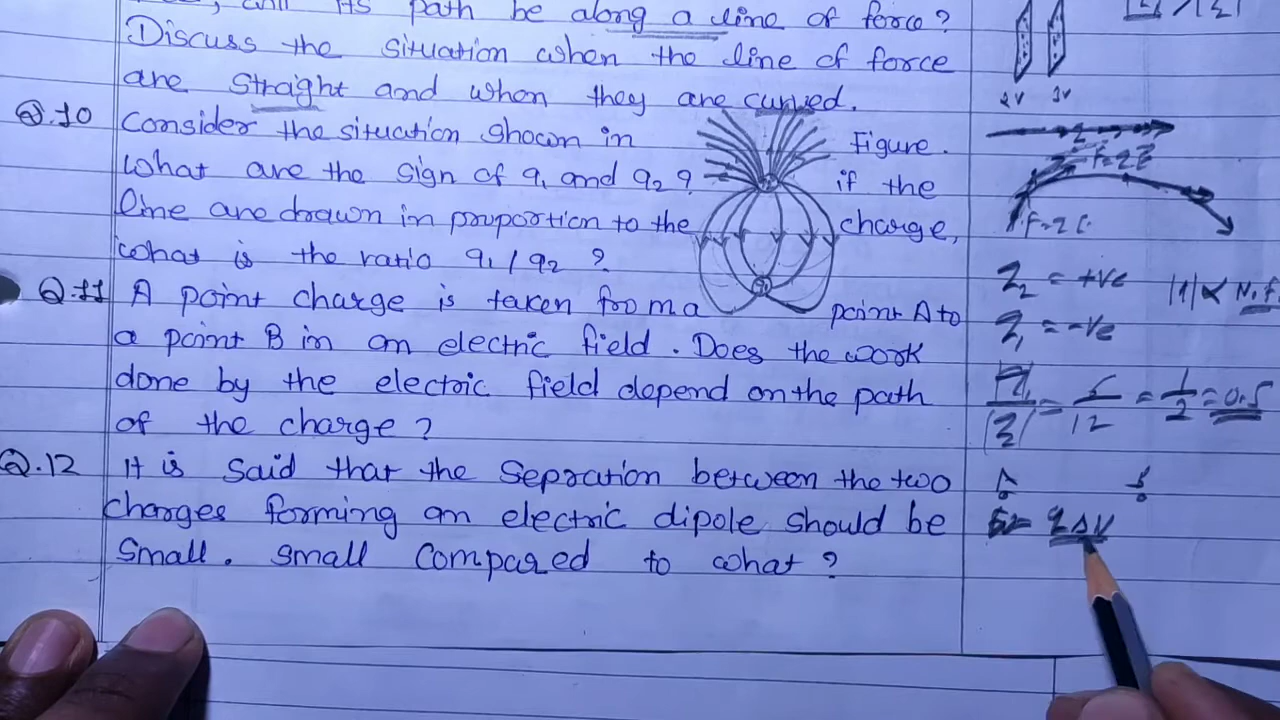 its path be along a line of force?
Discuss the situation when the line of force
are straght and when they are curved.
Q.10 Consider the situation shown in Figure.
What are the sign of q1 and q2? if the
line are drawn in proportion to the charge,
what is the ratio q1/q2 ?
Q.11 A point charge is taken from a point A to
a point B in an electric field. Does the work
done by the electric field depend on the path
of the charge?
Q.12 It is said that the Sepration between the two
charges forming an electric dipole should be
Small. small compared to what?
2V 3V
F=qE
q2 = +ve
q1 = -ve
6/12 = 1/2 = 0.5
A B
= qΔV